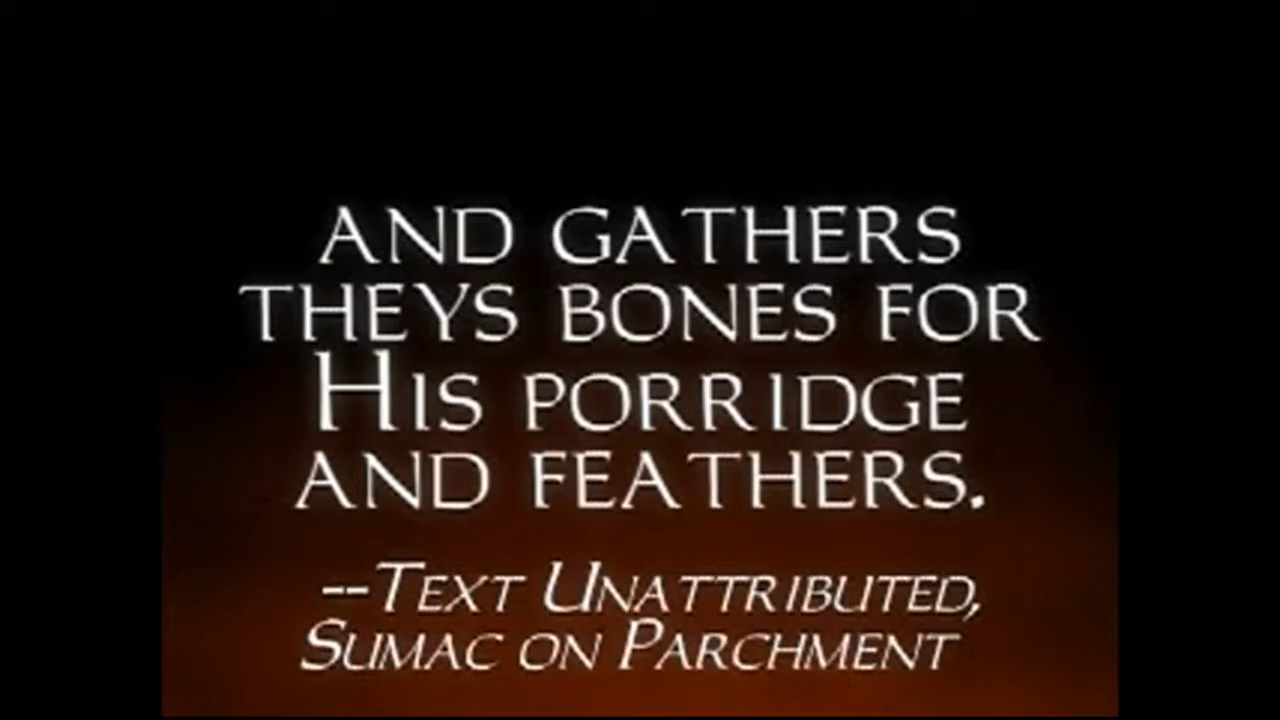 AND GATHERS
THEYS BONES FOR
HIS PORRIDGE
AND FEATHERS.
--TEXT UNATTRIBUTED,
SUMAC ON PARCHMENT